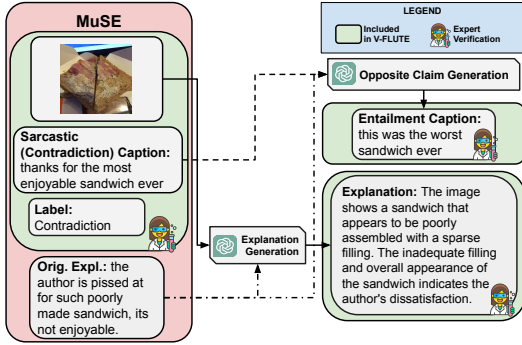 MuSE
Sarcastic
(Contradiction) Caption:
thanks for the most
enjoyable sandwich ever
Label:
Contradiction
Orig. Expl.: the
author is pissed at
for such poorly
made sandwich, its
not enjoyable.
Explanation
Generation
LEGEND
Included
in V-FLUTE
Expert
Verification
Opposite Claim Generation
Entailment Caption:
this was the worst
sandwich ever
Explanation: The image
shows a sandwich that
appears to be poorly
assembled with a sparse
filling. The inadequate filling
and overall appearance of
the sandwich indicates the
author's dissatisfaction.